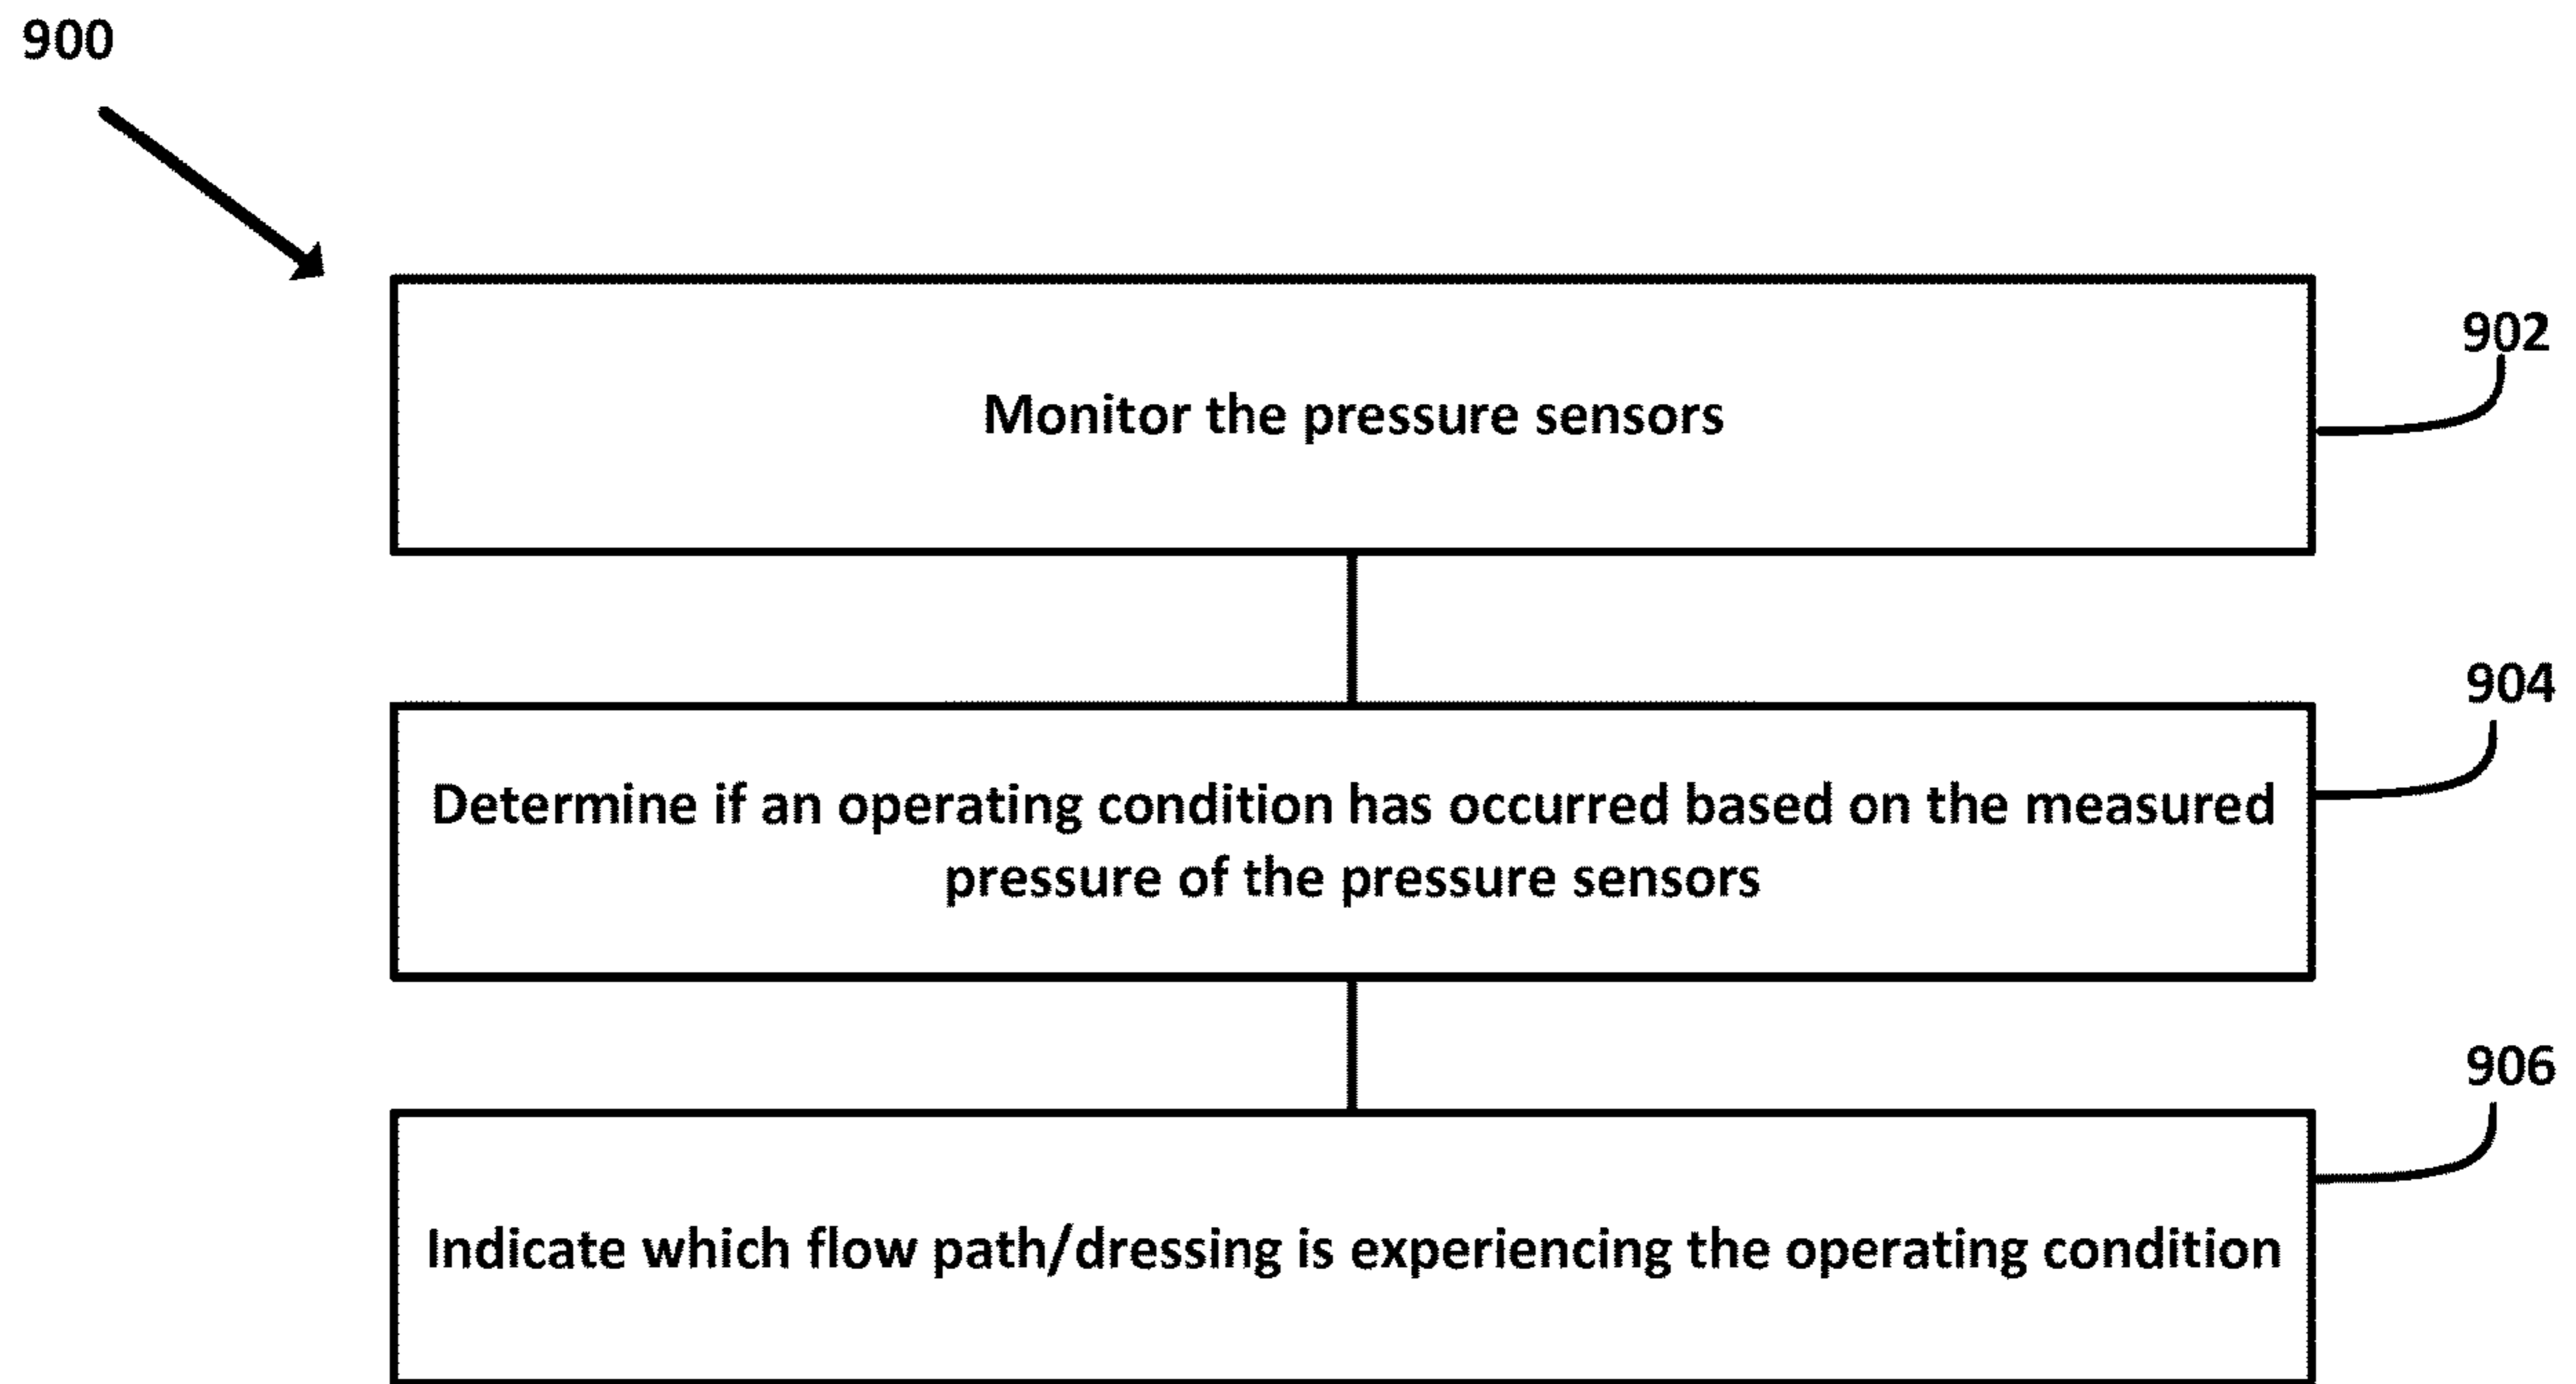 900
Monitor the pressure sensors
902
Determine if an operating condition has occurred based on the measured
pressure of the pressure sensors
904
Indicate which flow path/dressing is experiencing the operating condition
906